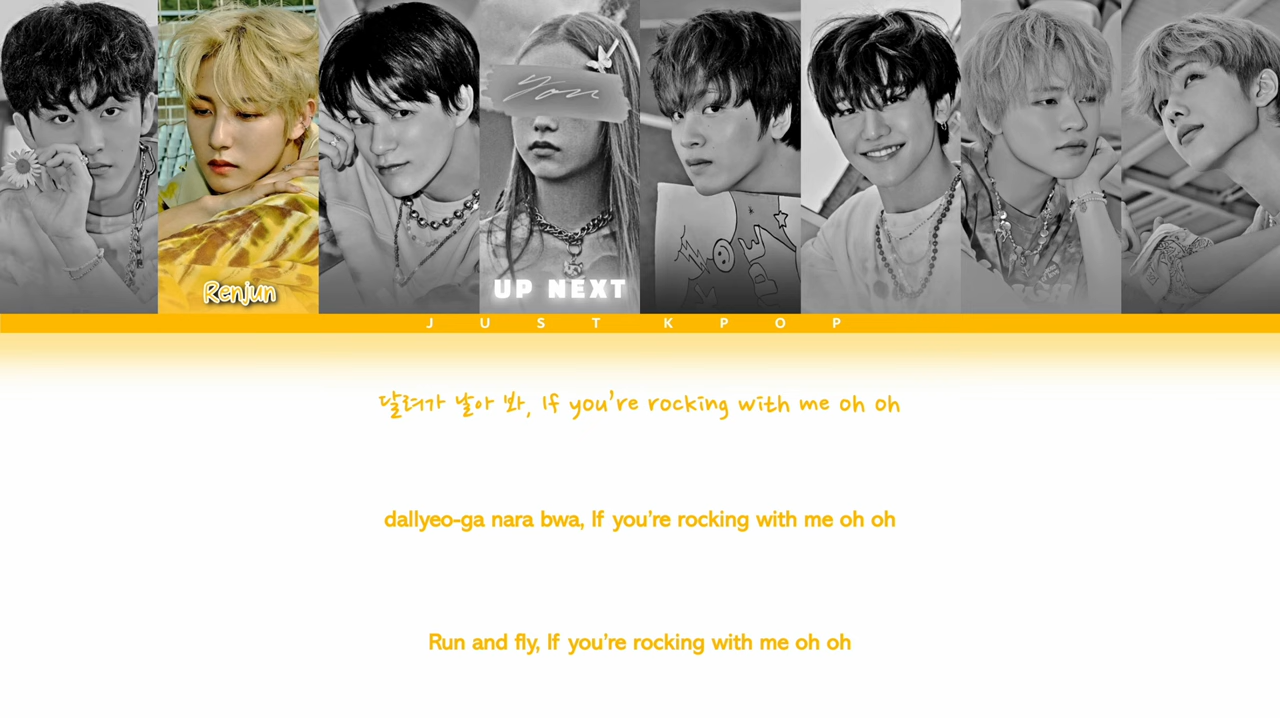 You
Renjun
UP NEXT
JUST KPOP
달려가 날아 봐, If you're rocking with me oh oh
dallyeo-ga nara bwa, If you're rocking with me oh oh
Run and fly, If you're rocking with me oh oh